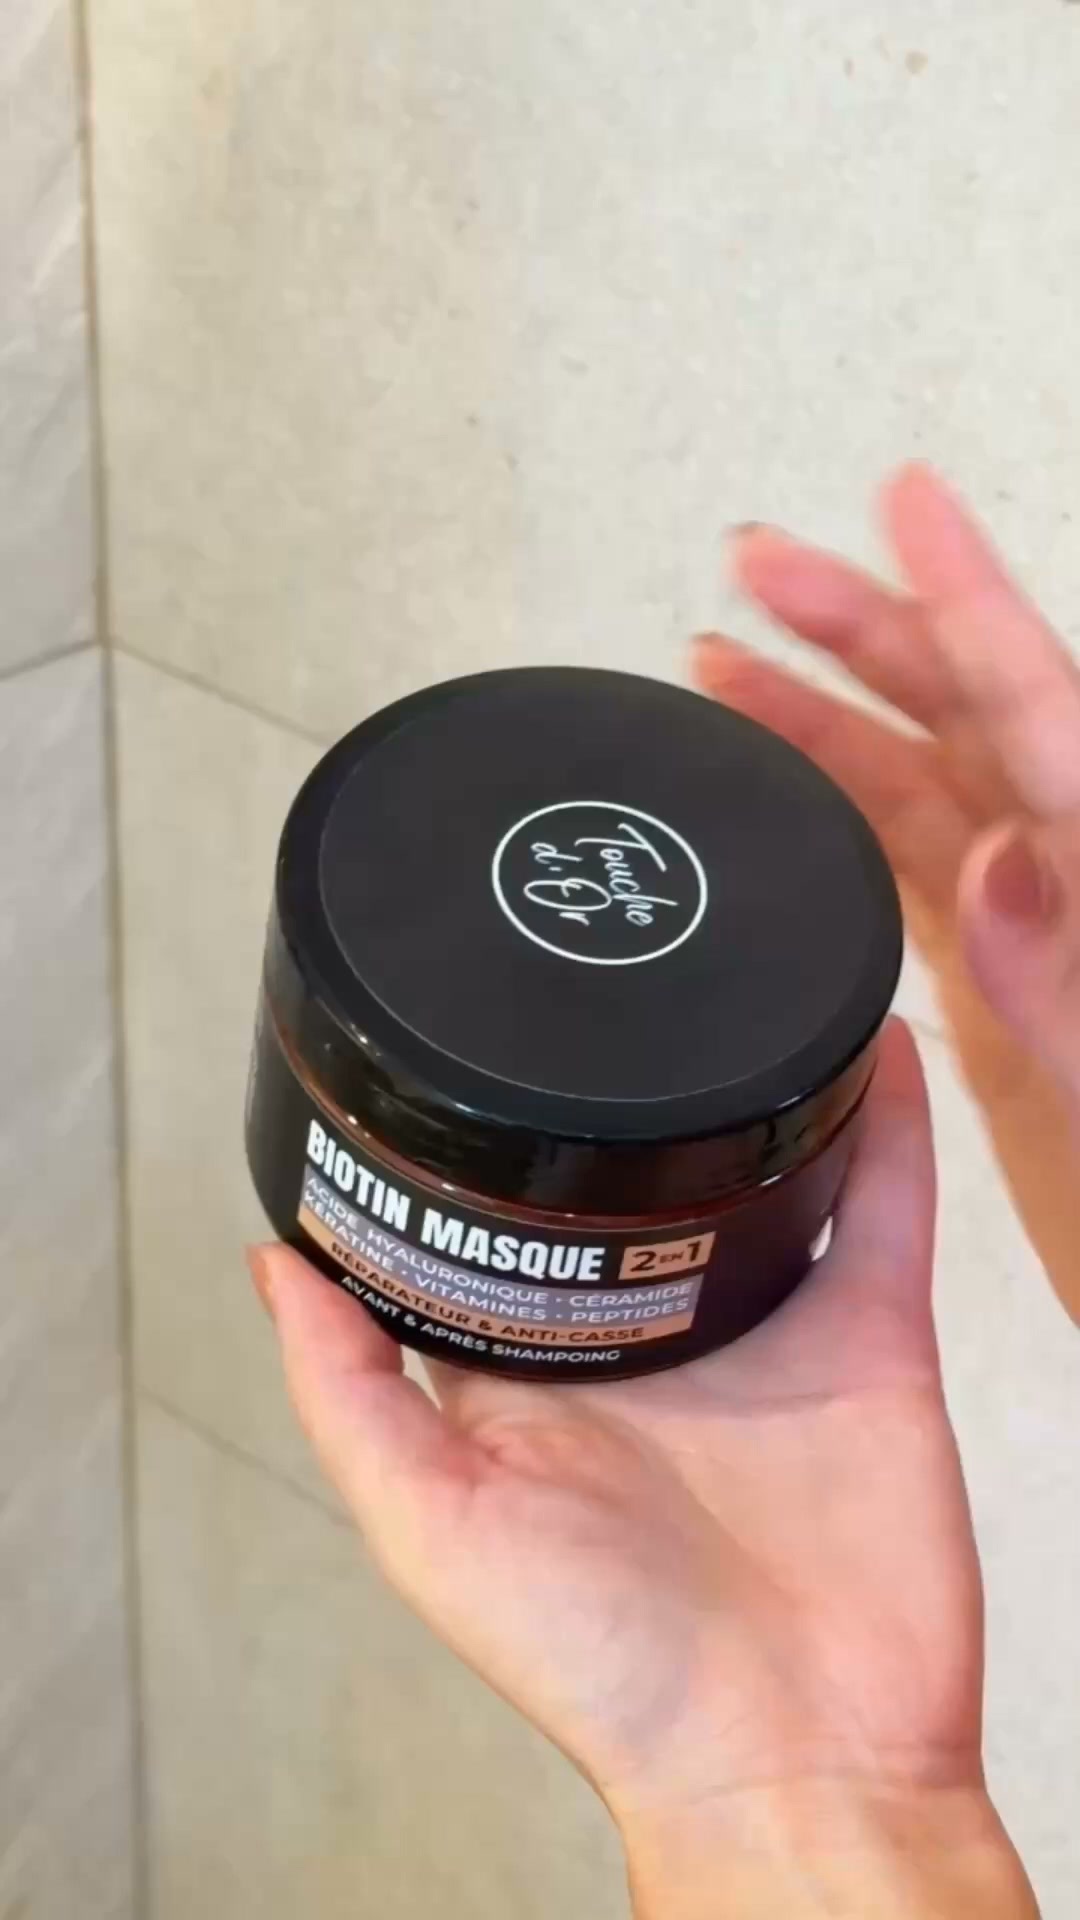 Touche
d'Or
BIOTIN MASQUE 2 EN 1
ACIDE HYALURONIQUE • CÉRAMIDE
KÉRATINE • VITAMINES • PEPTIDES
RÉPARATEUR & ANTI-CASSE
AVANT & APRÈS SHAMPOING